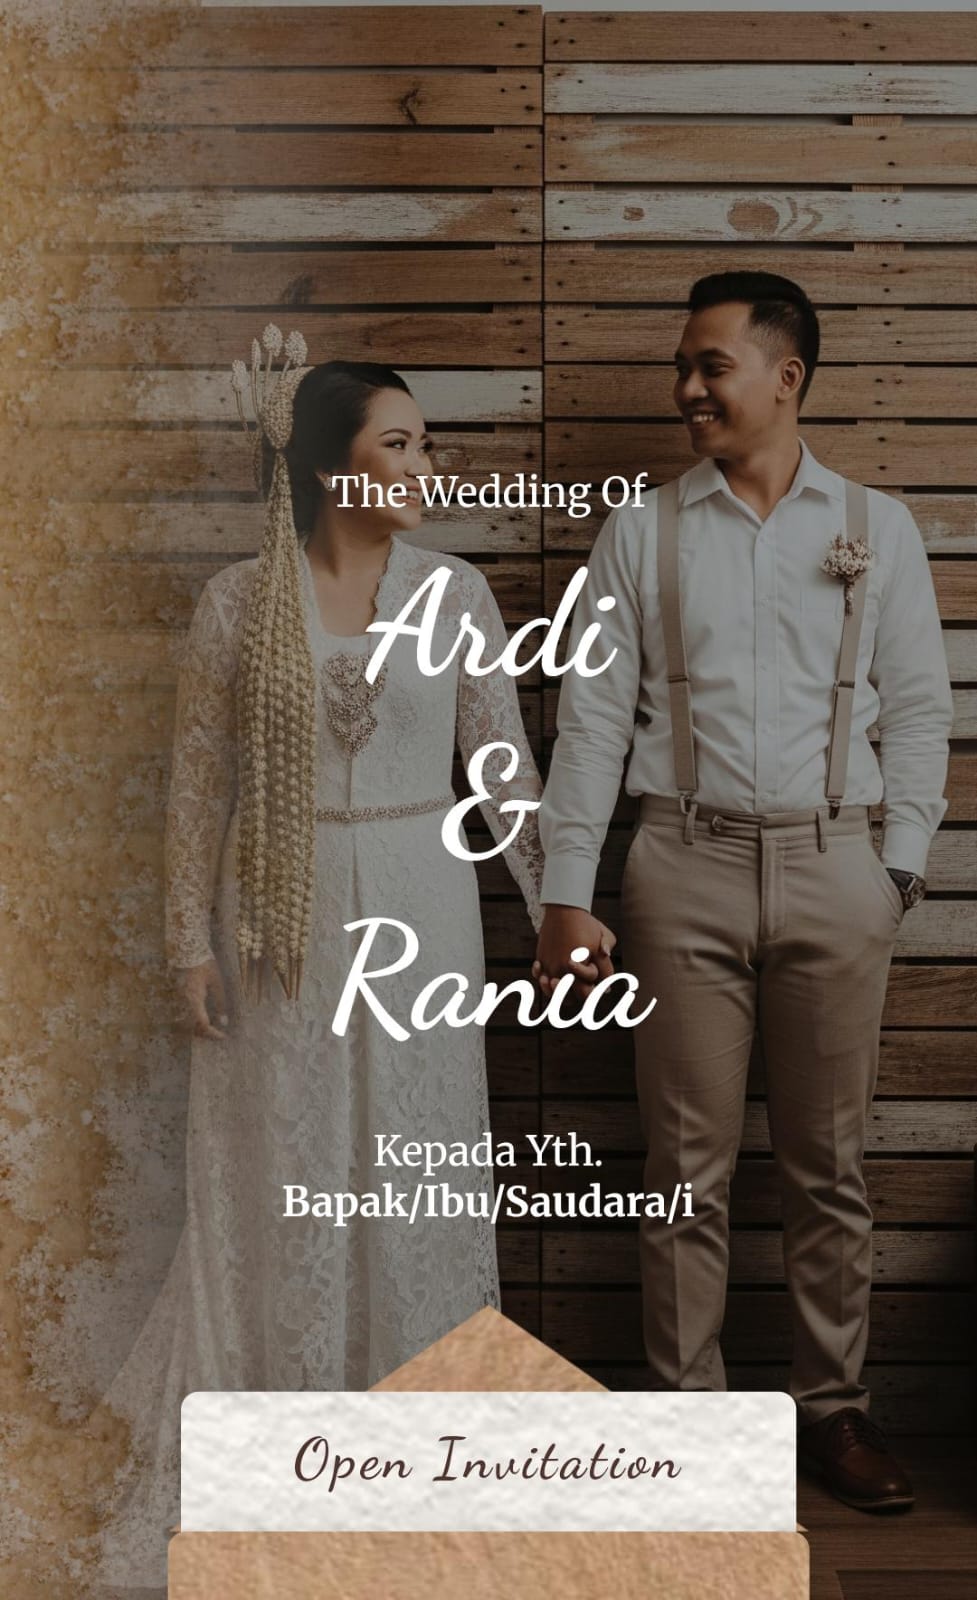 The Wedding Of
Ardi
&
Rania
Kepada Yth.
Bapak/Ibu/Saudara/i
Open Invitation